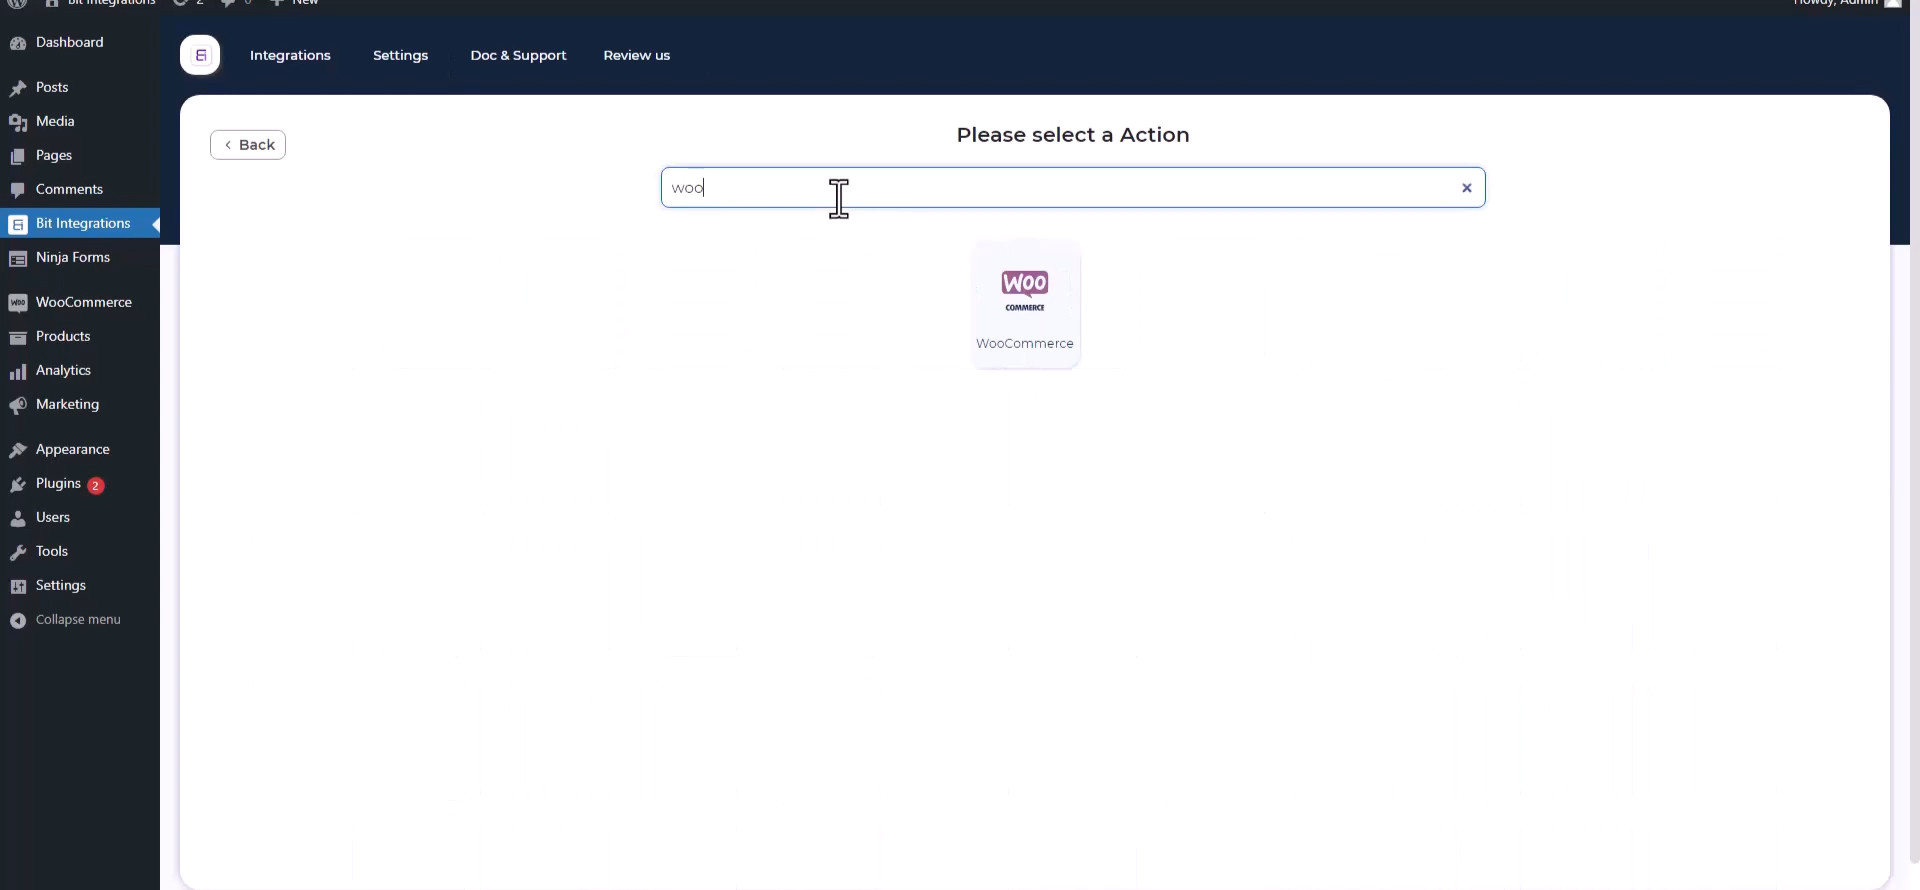 Bit Integrations 2 0 New
Howdy, Admin
Dashboard
Posts
Media
Pages
Comments
Bit Integrations
Ninja Forms
WooCommerce
Products
Analytics
Marketing
Appearance
Plugins 2
Users
Tools
Settings
Collapse menu
Integrations Settings Doc & Support Review us
Back
Please select a Action
woo
WOO
COMMERCE
WooCommerce